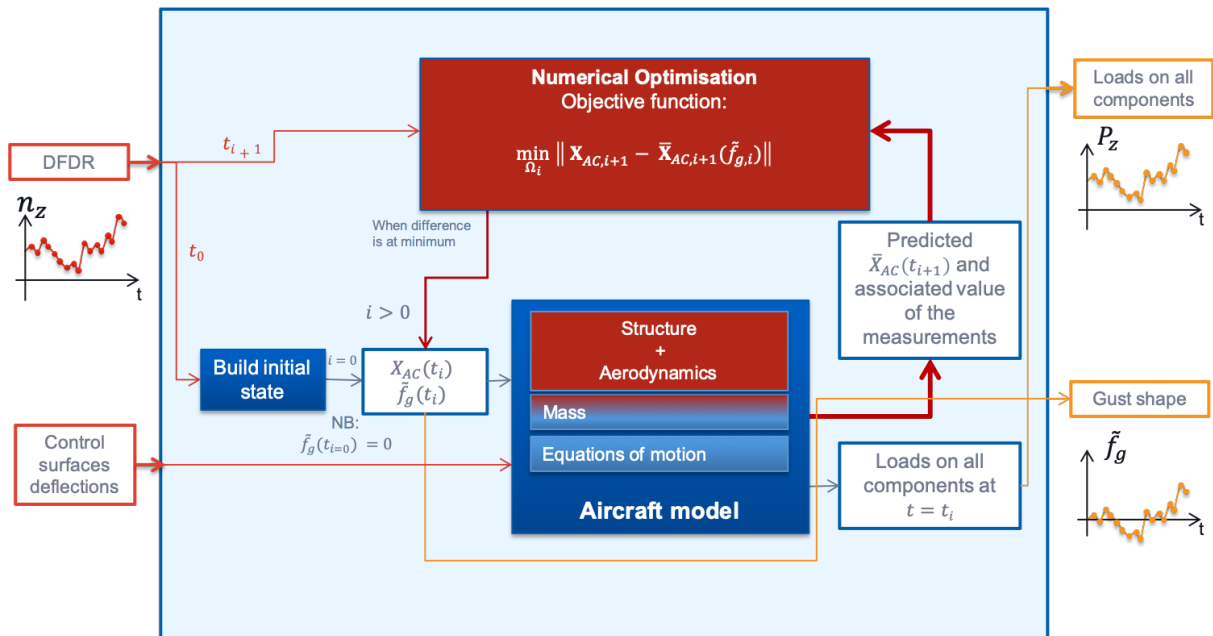 Numerical Optimisation
Objective function:
min ‖ X_{AC,i+1} − X̄_{AC,i+1}(f̃_{g,i})‖
Ω_i
Loads on all
components
P_z
t
DFDR
n_z
t
t_{i+1}
t_0
When difference
is at minimum
i > 0
Predicted
X̄_{AC}(t_{i+1}) and
associated value
of the
measurements
Build initial
state
i = 0
X_{AC}(t_i)
f̃_g(t_i)
NB:
f̃_g(t_{i=0}) = 0
Structure
+
Aerodynamics
Mass
Equations of motion
Aircraft model
Control
surfaces
deflections
Loads on all
components at
t = t_i
Gust shape
f̃_g
t